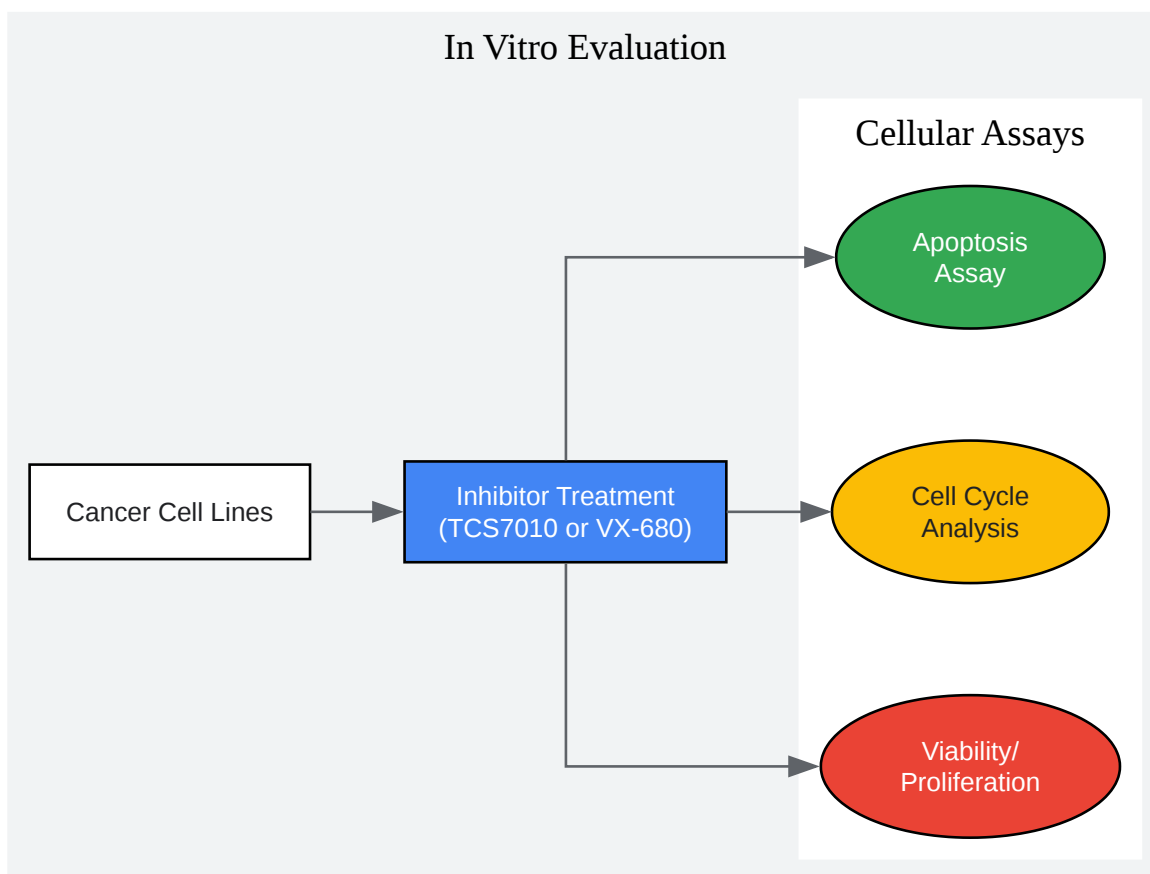 In Vitro Evaluation
Cellular Assays
Apoptosis
Assay
Cancer Cell Lines
Inhibitor Treatment
(TCS7010 or VX-680)
Cell Cycle
Analysis
Viability/
Proliferation